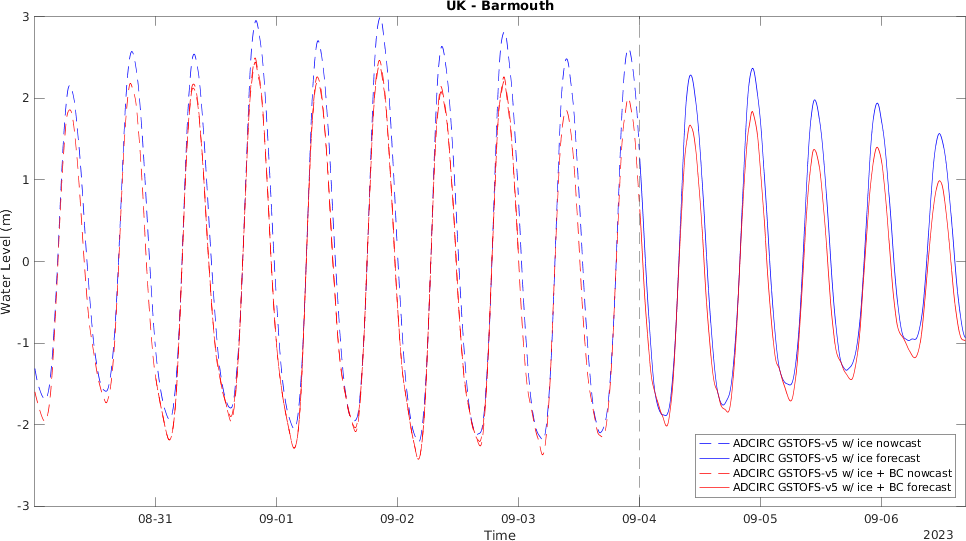 UK - Barmouth
3
2
1
0
-1
-2
-3
Water Level (m)
08-31
09-01
09-02
09-03
09-04
09-05
09-06
Time
2023
ADCIRC GSTOFS-v5 w/ ice nowcast
ADCIRC GSTOFS-v5 w/ ice forecast
ADCIRC GSTOFS-v5 w/ ice + BC nowcast
ADCIRC GSTOFS-v5 w/ ice + BC forecast